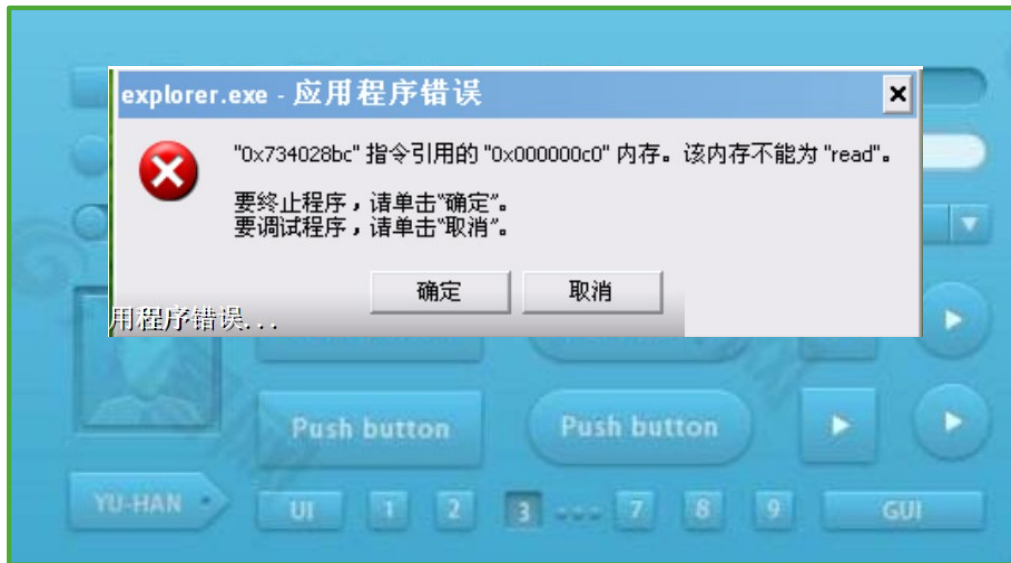 explorer.exe - 应用程序错误
"0x734028bc" 指令引用的 "0x000000c0" 内存。该内存不能为 "read"。
要终止程序，请单击“确定”。
要调试程序，请单击“取消”。
确定 取消
用程序错误...
Push button Push button
YU-HAN UI 1 2 3 --- 7 8 9 GUI